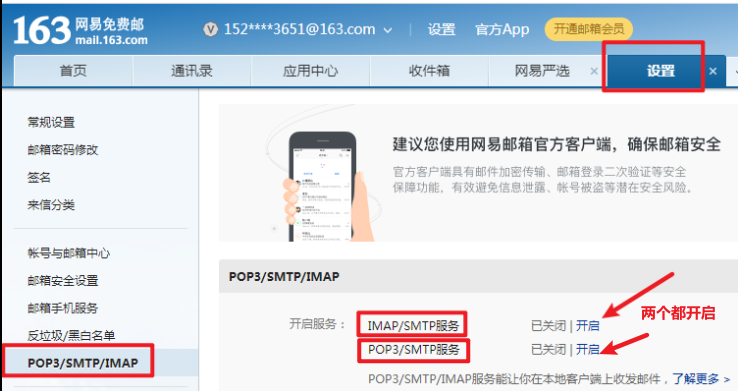 163 网易免费邮
mail.163.com
152****3651@163.com
设置
官方App
开通邮箱会员
首页
通讯录
应用中心
收件箱
网易严选 ×
设置 ×
常规设置
邮箱密码修改
签名
来信分类
帐号与邮箱中心
邮箱安全设置
邮箱手机服务
反垃圾/黑白名单
POP3/SMTP/IMAP
建议您使用网易邮箱官方客户端，确保邮箱安全
官方客户端具有邮件加密传输、邮箱登录二次验证等安全
保障功能，有效避免信息泄露、帐号被盗等潜在安全风险。
POP3/SMTP/IMAP
开启服务： IMAP/SMTP服务 已关闭 | 开启
POP3/SMTP服务 已关闭 | 开启
两个都开启
POP3/SMTP/IMAP服务能让你在本地客户端上收发邮件，了解更多 >